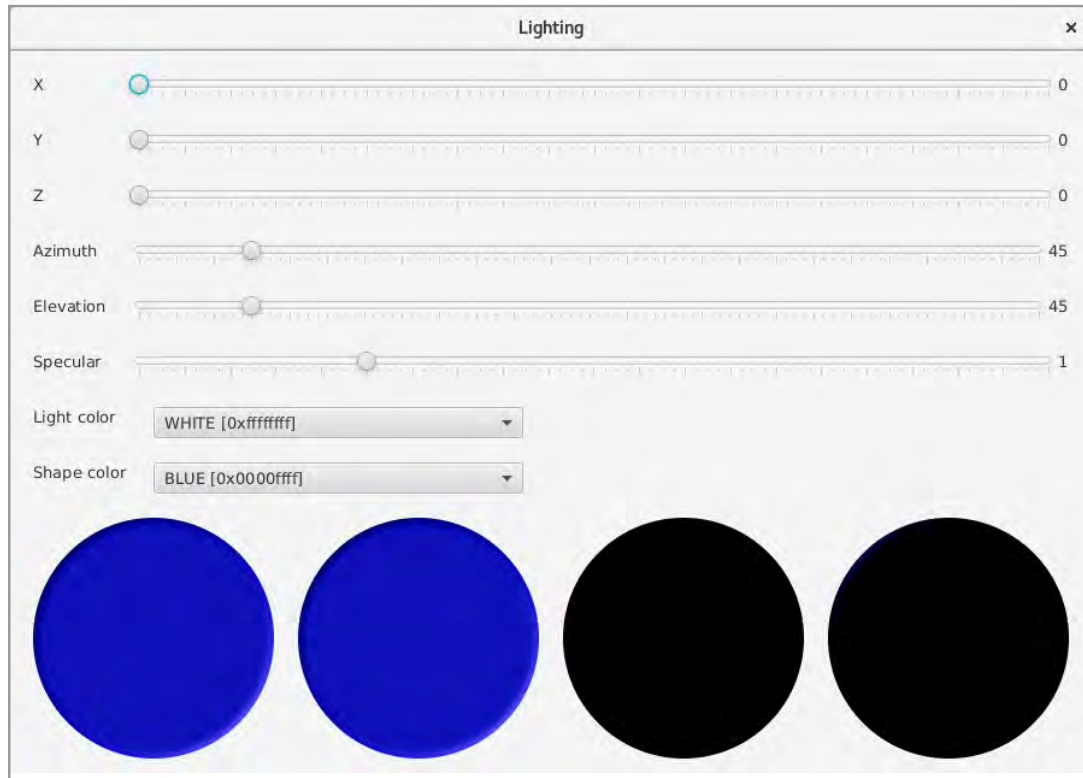 Lighting ×
X 0
Y 0
Z 0
Azimuth 45
Elevation 45
Specular 1
Light color WHITE [0xffffffff]
Shape color BLUE [0x0000ffff]